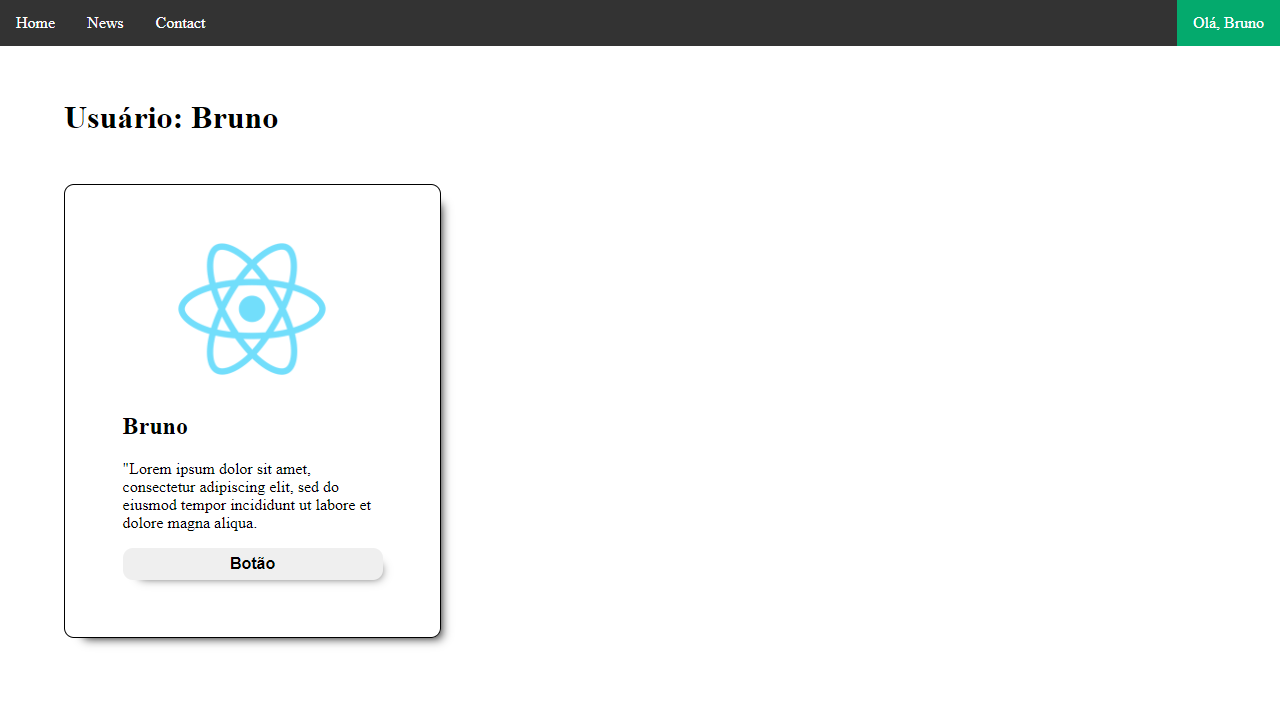 Home News Contact Olá, Bruno
Usuário: Bruno
Bruno
"Lorem ipsum dolor sit amet,
consectetur adipiscing elit, sed do
eiusmod tempor incididunt ut labore et
dolore magna aliqua.
Botão